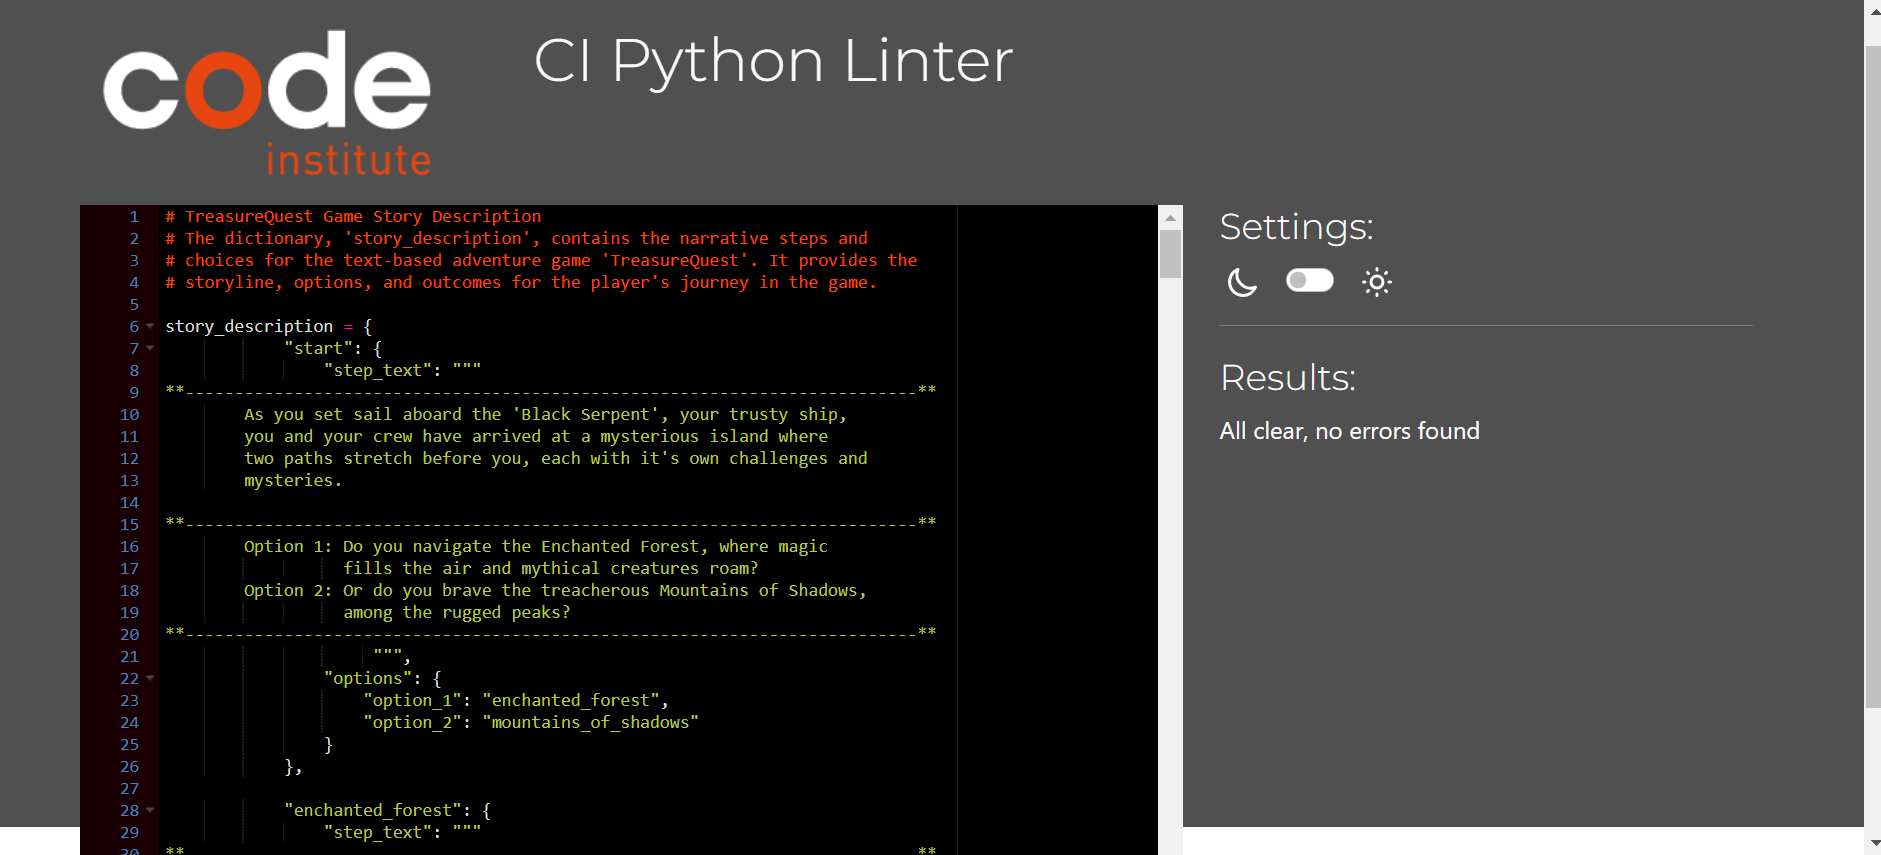 code
institute
CI Python Linter
1 # TreasureQuest Game Story Description
2 # The dictionary, 'story_description', contains the narrative steps and
3 # choices for the text-based adventure game 'TreasureQuest'. It provides the
4 # storyline, options, and outcomes for the player's journey in the game.
5
6 story_description = {
7 "start": {
8 "step_text": """
9 **--------------------------------------------------------------------------**
10 As you set sail aboard the 'Black Serpent', your trusty ship,
11 you and your crew have arrived at a mysterious island where
12 two paths stretch before you, each with it's own challenges and
13 mysteries.
14
15 **--------------------------------------------------------------------------**
16 Option 1: Do you navigate the Enchanted Forest, where magic
17 fills the air and mythical creatures roam?
18 Option 2: Or do you brave the treacherous Mountains of Shadows,
19 among the rugged peaks?
20 **--------------------------------------------------------------------------**
21 """,
22 "options": {
23 "option_1": "enchanted_forest",
24 "option_2": "mountains_of_shadows"
25 }
26 },
27
28 "enchanted_forest": {
29 "step_text": """
30 ** **
Settings:
Results:
All clear, no errors found